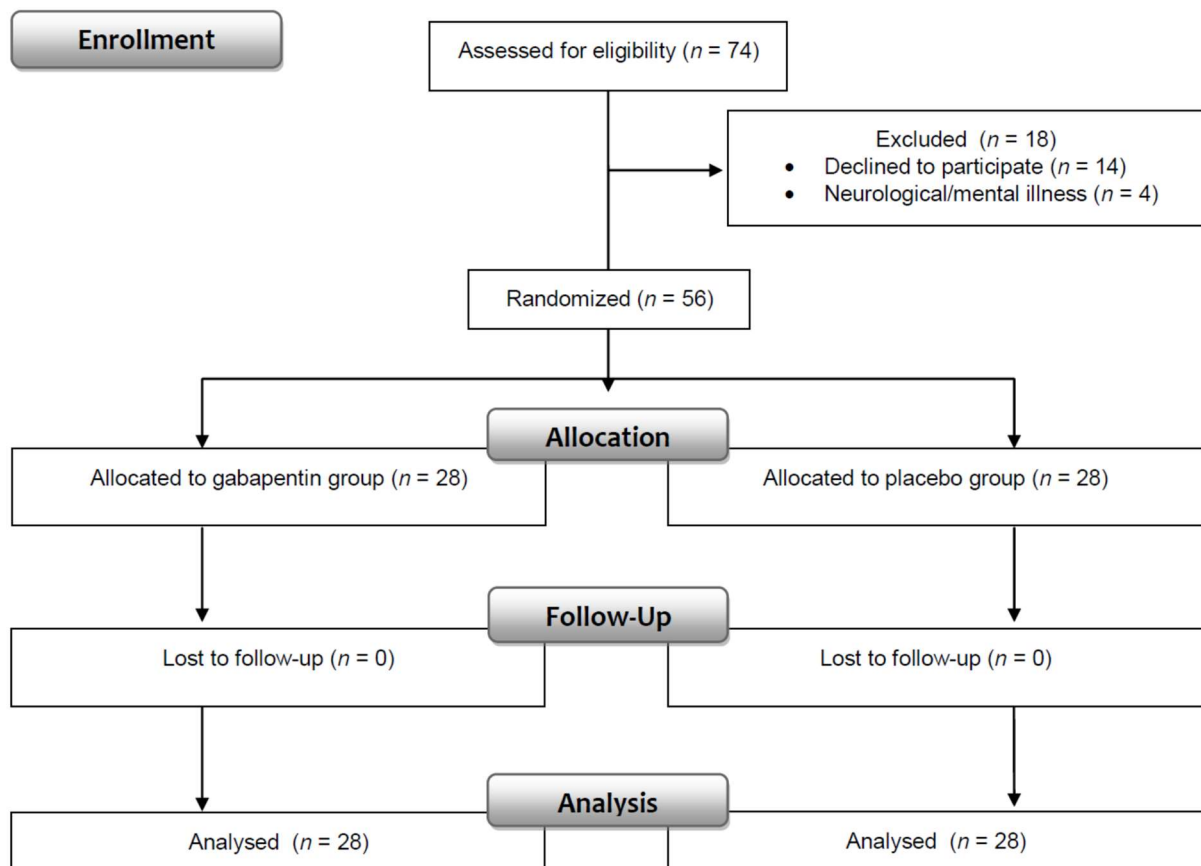 Enrollment
Assessed for eligibility (n = 74)
Excluded (n = 18)
• Declined to participate (n = 14)
• Neurological/mental illness (n = 4)
Randomized (n = 56)
Allocation
Allocated to gabapentin group (n = 28)
Allocated to placebo group (n = 28)
Follow-Up
Lost to follow-up (n = 0)
Lost to follow-up (n = 0)
Analysis
Analysed (n = 28)
Analysed (n = 28)